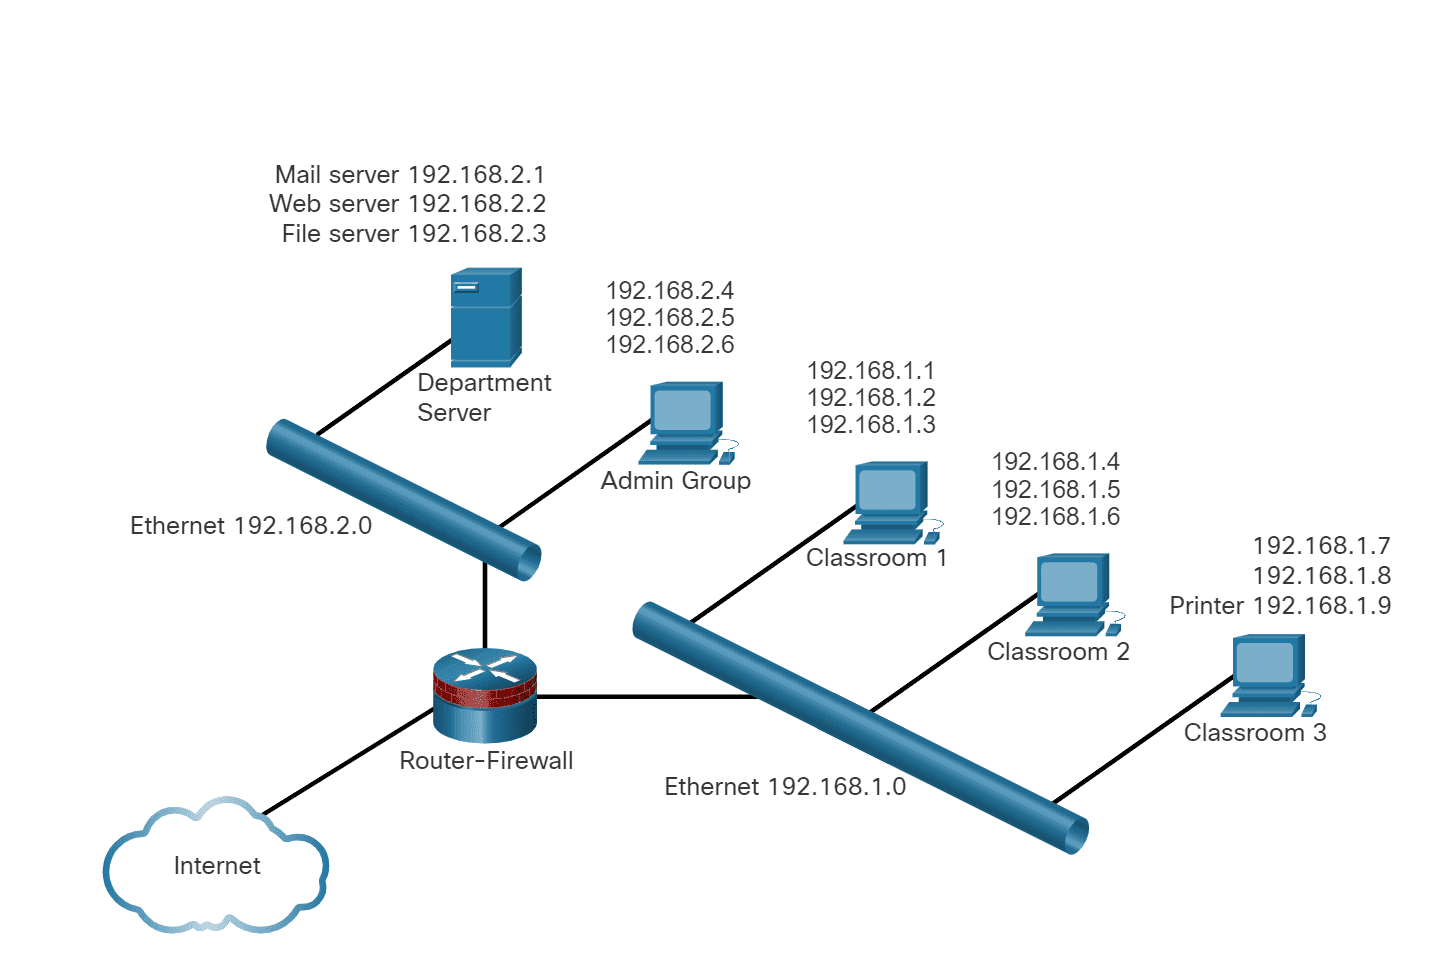 Mail server 192.168.2.1
Web server 192.168.2.2
File server 192.168.2.3
Department
Server
192.168.2.4
192.168.2.5
192.168.2.6
Admin Group
Ethernet 192.168.2.0
192.168.1.1
192.168.1.2
192.168.1.3
Classroom 1
192.168.1.4
192.168.1.5
192.168.1.6
Classroom 2
192.168.1.7
192.168.1.8
Printer 192.168.1.9
Classroom 3
Router-Firewall
Ethernet 192.168.1.0
Internet